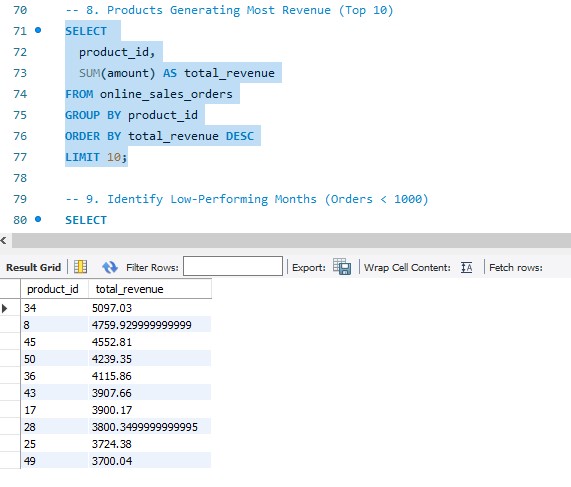 70 -- 8. Products Generating Most Revenue (Top 10)
71 SELECT
72 product_id,
73 SUM(amount) AS total_revenue
74 FROM online_sales_orders
75 GROUP BY product_id
76 ORDER BY total_revenue DESC
77 LIMIT 10;
78
79 -- 9. Identify Low-Performing Months (Orders < 1000)
80 SELECT
Result Grid Filter Rows: Export: Wrap Cell Content: IA Fetch rows:
product_id total_revenue
34 5097.03
8 4759.929999999999
45 4552.81
50 4239.35
36 4115.86
43 3907.66
17 3900.17
28 3800.3499999999995
25 3724.38
49 3700.04